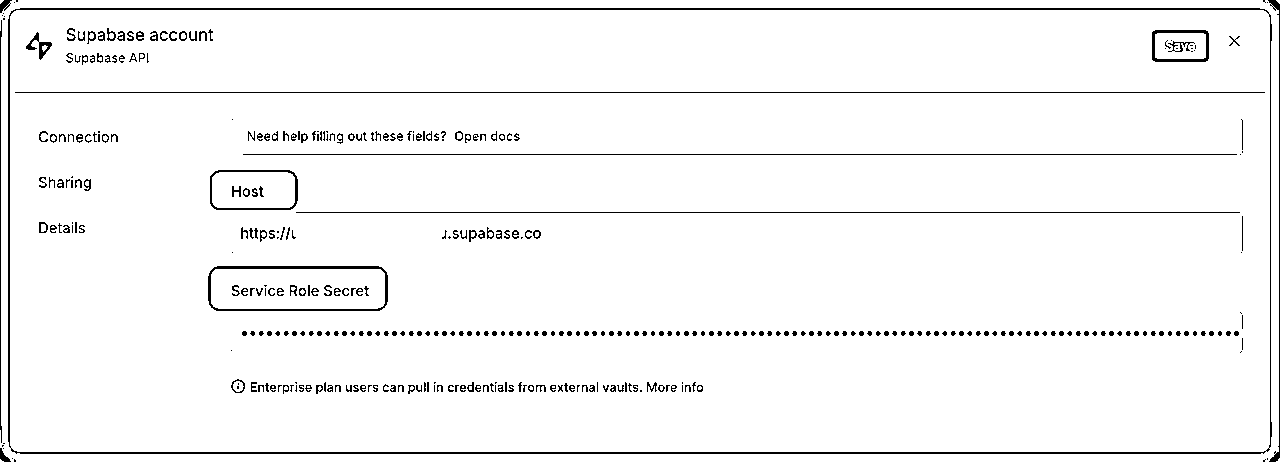 Supabase account
Supabase API
Save
Connection
Need help filling out these fields? Open docs
Sharing
Host
Details
https:// .supabase.co
Service Role Secret
Enterprise plan users can pull in credentials from external vaults. More info